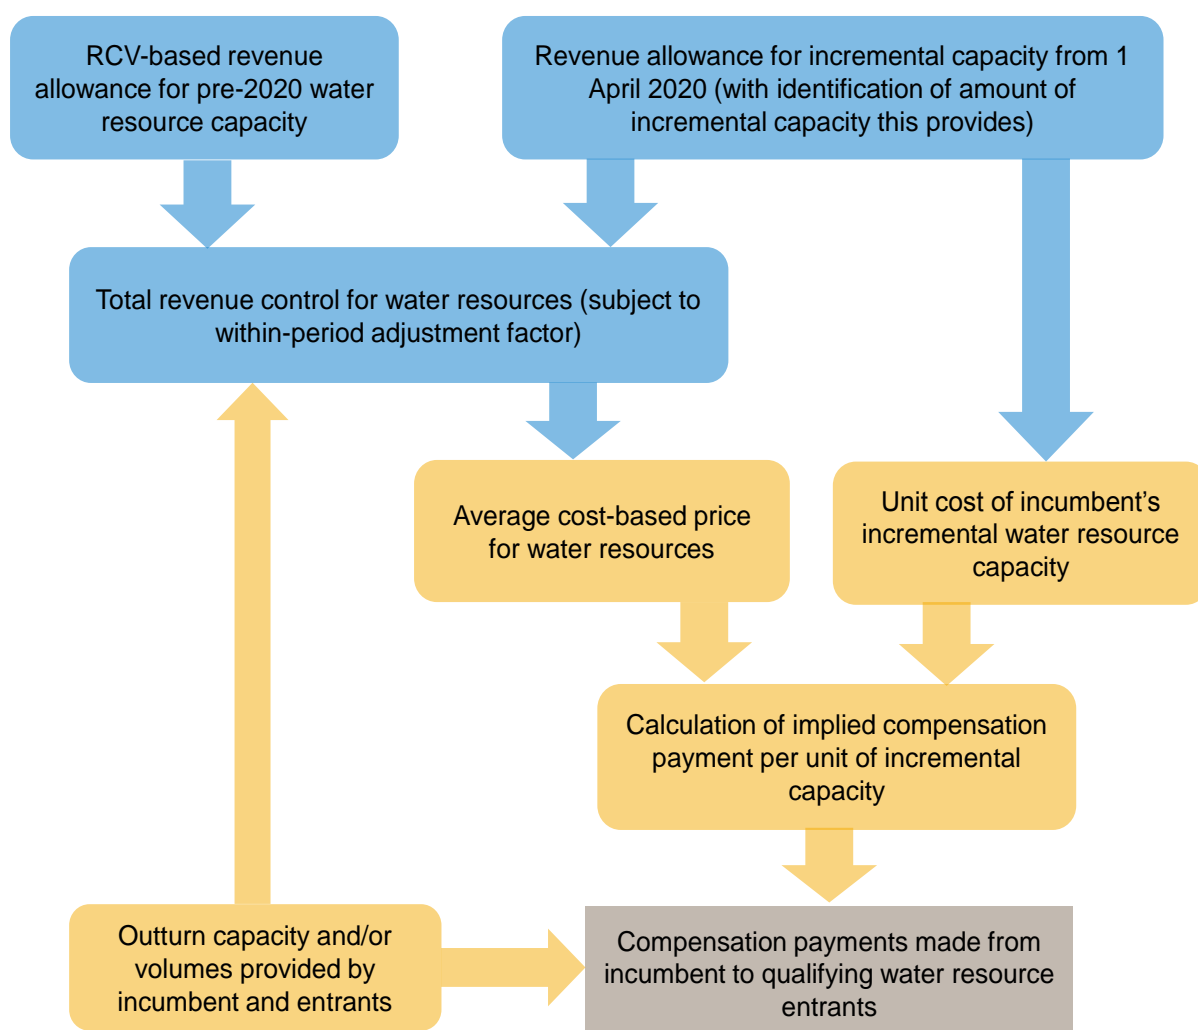 RCV-based revenue
allowance for pre-2020 water
resource capacity
Revenue allowance for incremental capacity from 1
April 2020 (with identification of amount of
incremental capacity this provides)
Total revenue control for water resources (subject to
within-period adjustment factor)
Average cost-based price
for water resources
Unit cost of incumbent’s
incremental water resource
capacity
Calculation of implied compensation
payment per unit of incremental
capacity
Outturn capacity and/or
volumes provided by
incumbent and entrants
Compensation payments made from
incumbent to qualifying water resource
entrants